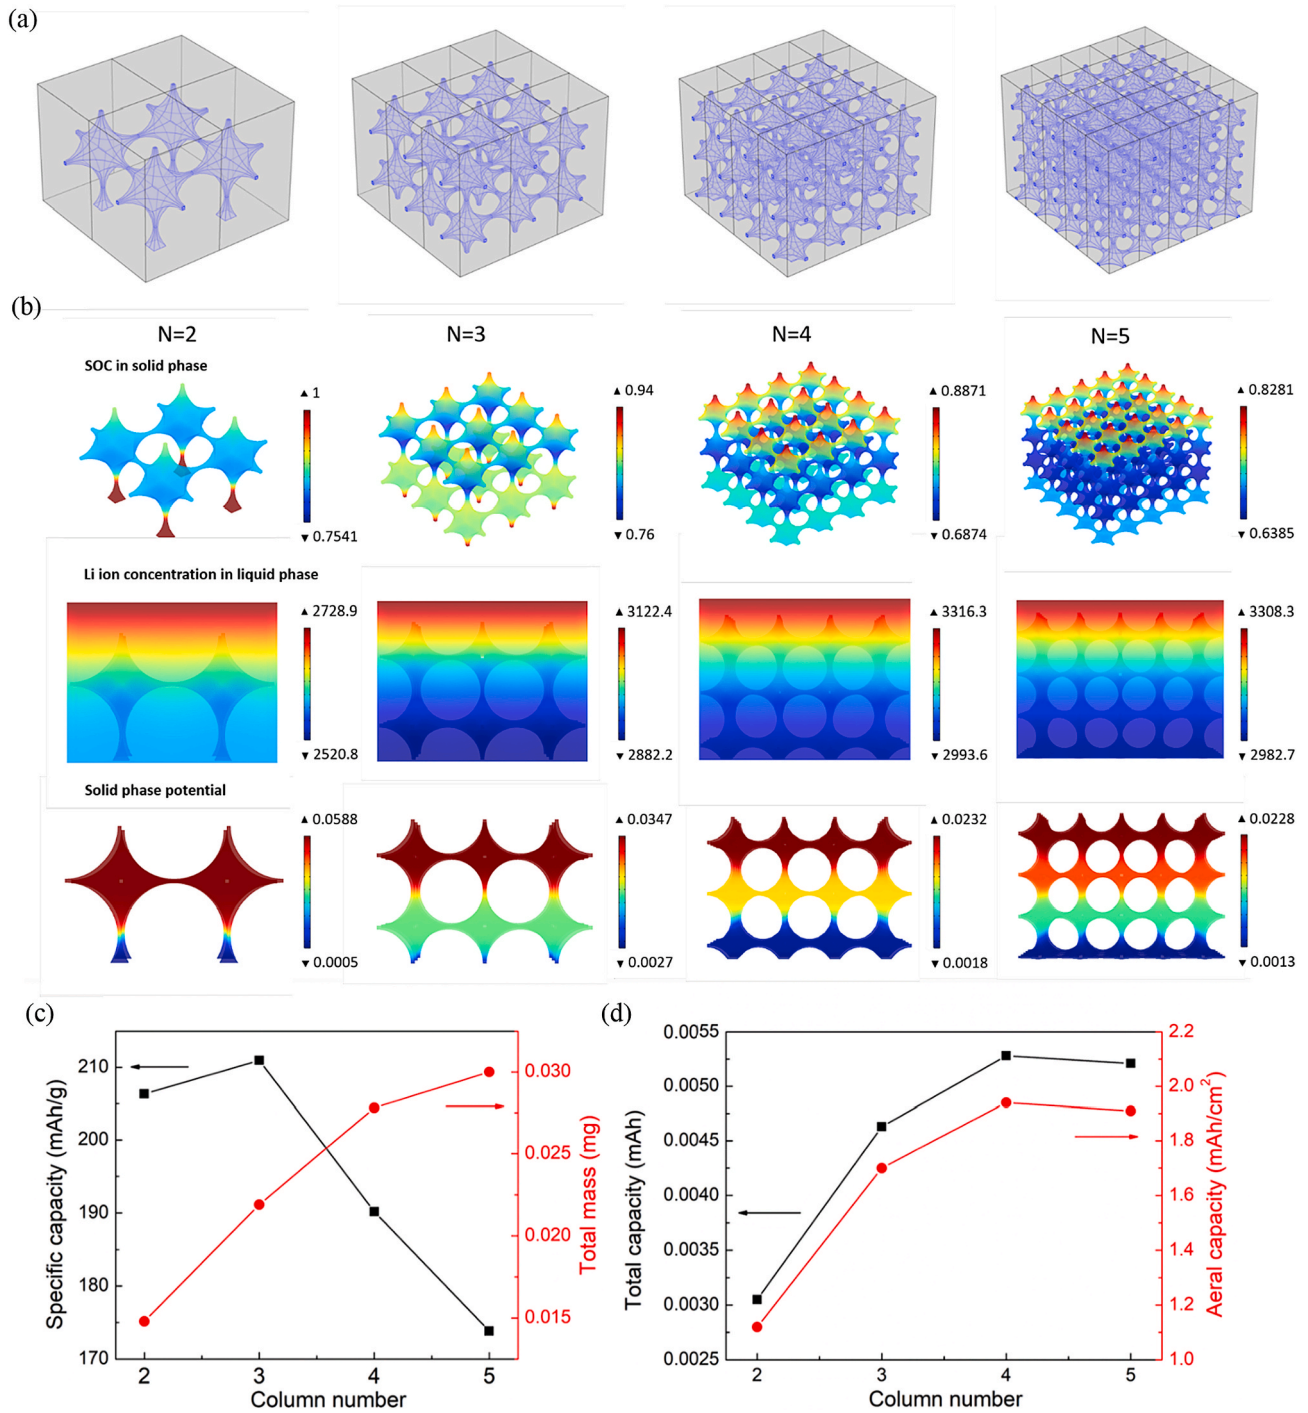 (a)
(b)
N=2 N=3 N=4 N=5
SOC in solid phase
▲ 1 ▲ 0.94 ▲ 0.8871 ▲ 0.8281
▼ 0.7541 ▼ 0.76 ▼ 0.6874 ▼ 0.6385
Li ion concentration in liquid phase
▲ 2728.9 ▲ 3122.4 ▲ 3316.3 ▲ 3308.3
▼ 2520.8 ▼ 2882.2 ▼ 2993.6 ▼ 2982.7
Solid phase potential
▲ 0.0588 ▲ 0.0347 ▲ 0.0232 ▲ 0.0228
▼ 0.0005 ▼ 0.0027 ▼ 0.0018 ▼ 0.0013
(c)
Specific capacity (mAh/g)
210
200
190
180
170
2 3 4 5
Column number
0.030
0.025
0.020
0.015
Total mass (mg)
(d)
Total capacity (mAh)
0.0055
0.0050
0.0045
0.0040
0.0035
0.0030
0.0025
2 3 4 5
Column number
2.2
2.0
1.8
1.6
1.4
1.2
1.0
Aeral capacity (mAh/cm²)